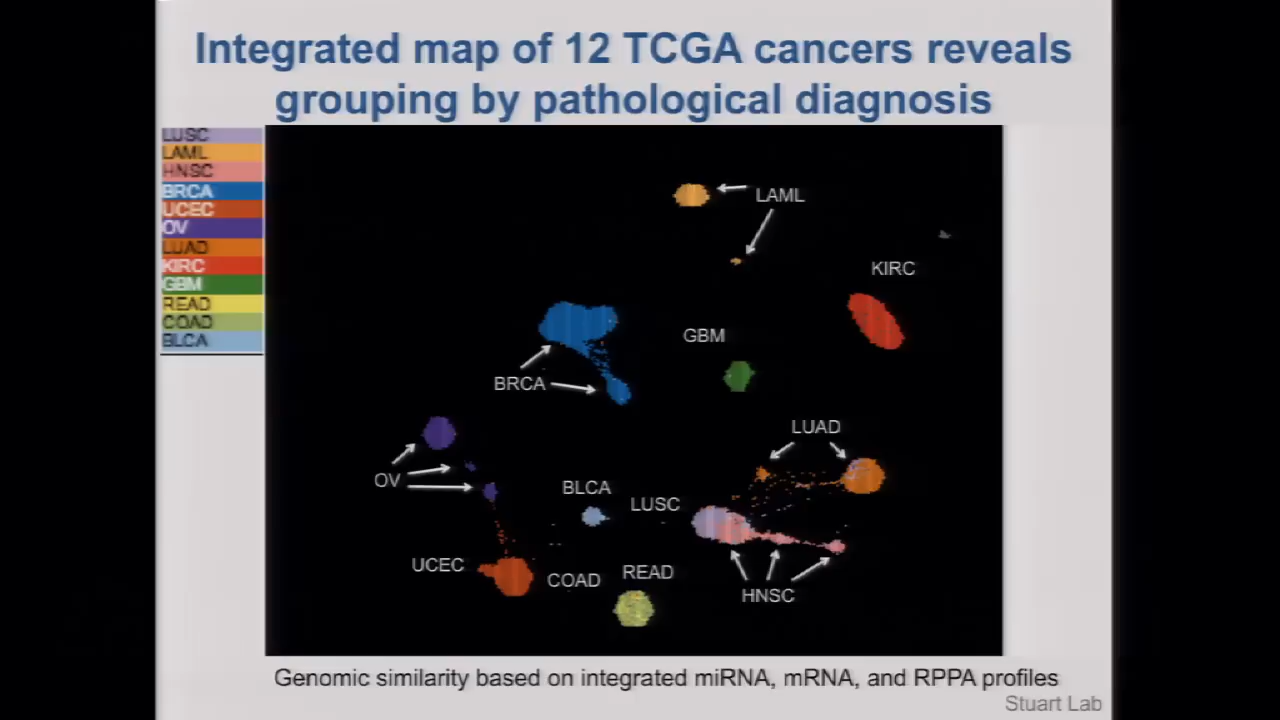 Integrated map of 12 TCGA cancers reveals
grouping by pathological diagnosis
LUSC
LAML
HNSC
BRCA
UCEC
OV
LUAD
KIRC
GBM
READ
COAD
BLCA
LAML
KIRC
GBM
BRCA
LUAD
OV
BLCA
LUSC
UCEC
COAD
READ
HNSC
Genomic similarity based on integrated miRNA, mRNA, and RPPA profiles
Stuart Lab